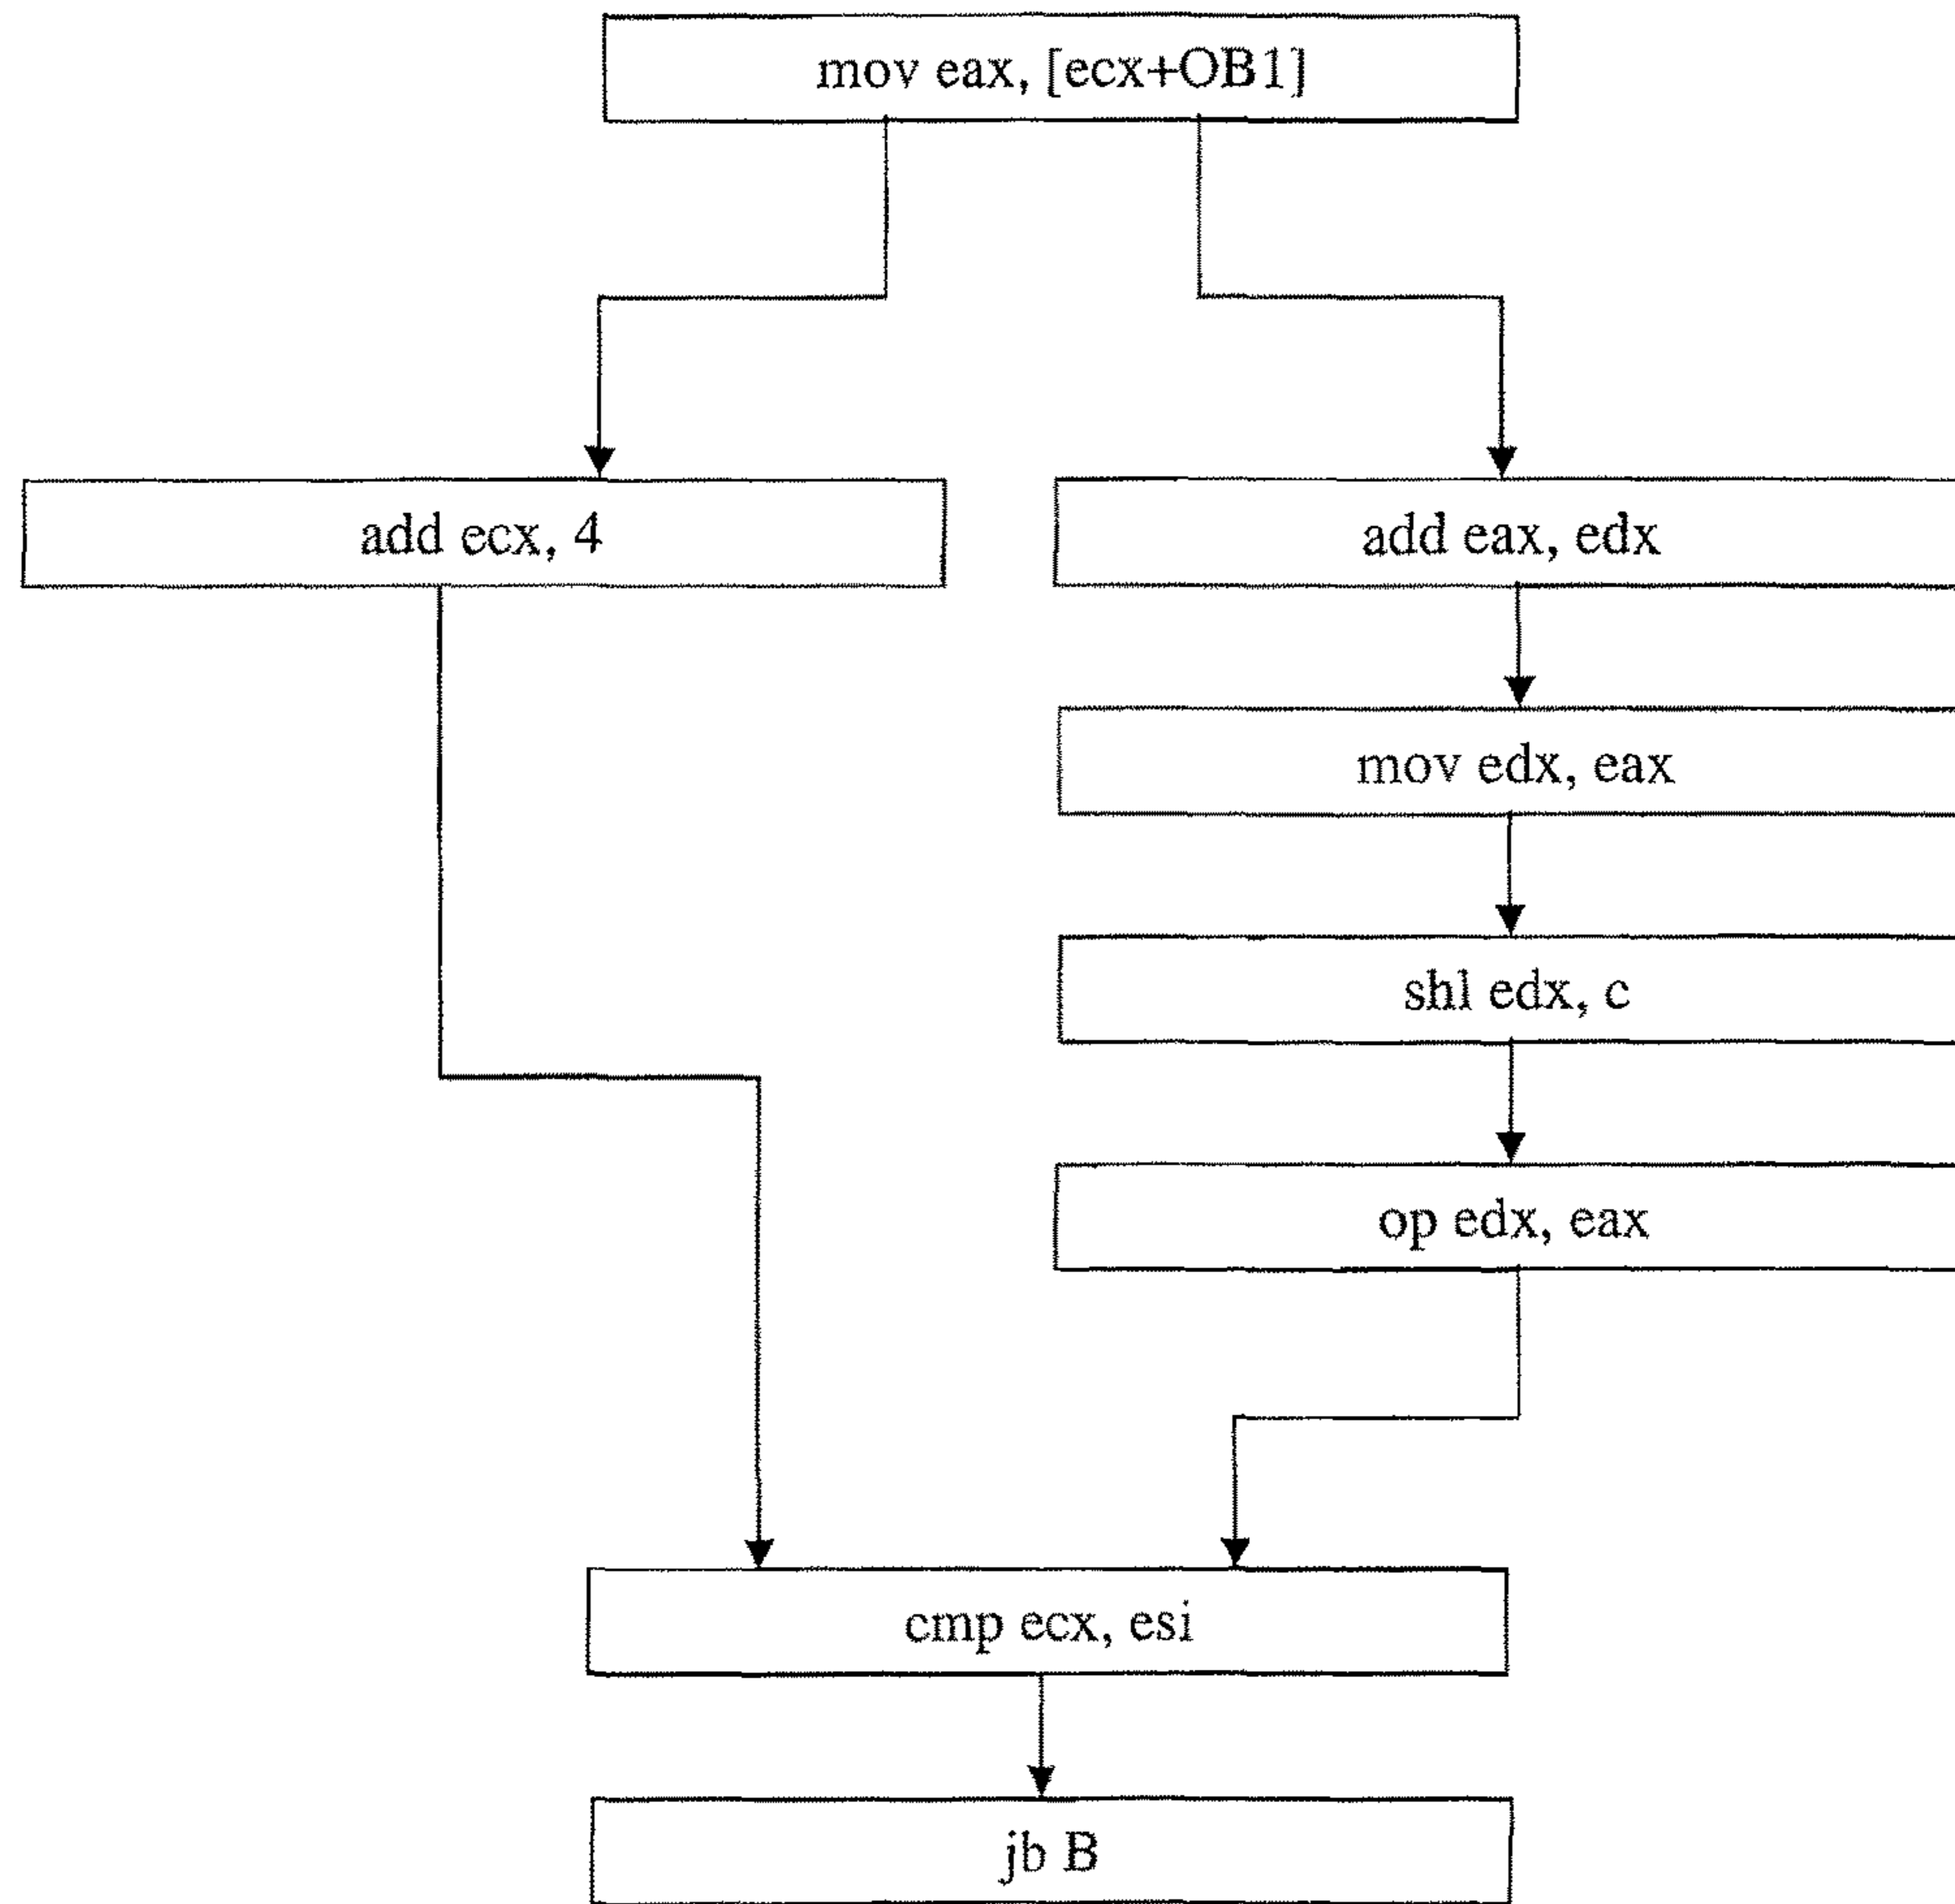 mov eax, [ecx+OB1]
add ecx, 4
add eax, edx
mov edx, eax
shl edx, c
op edx, eax
cmp ecx, esi
jb B